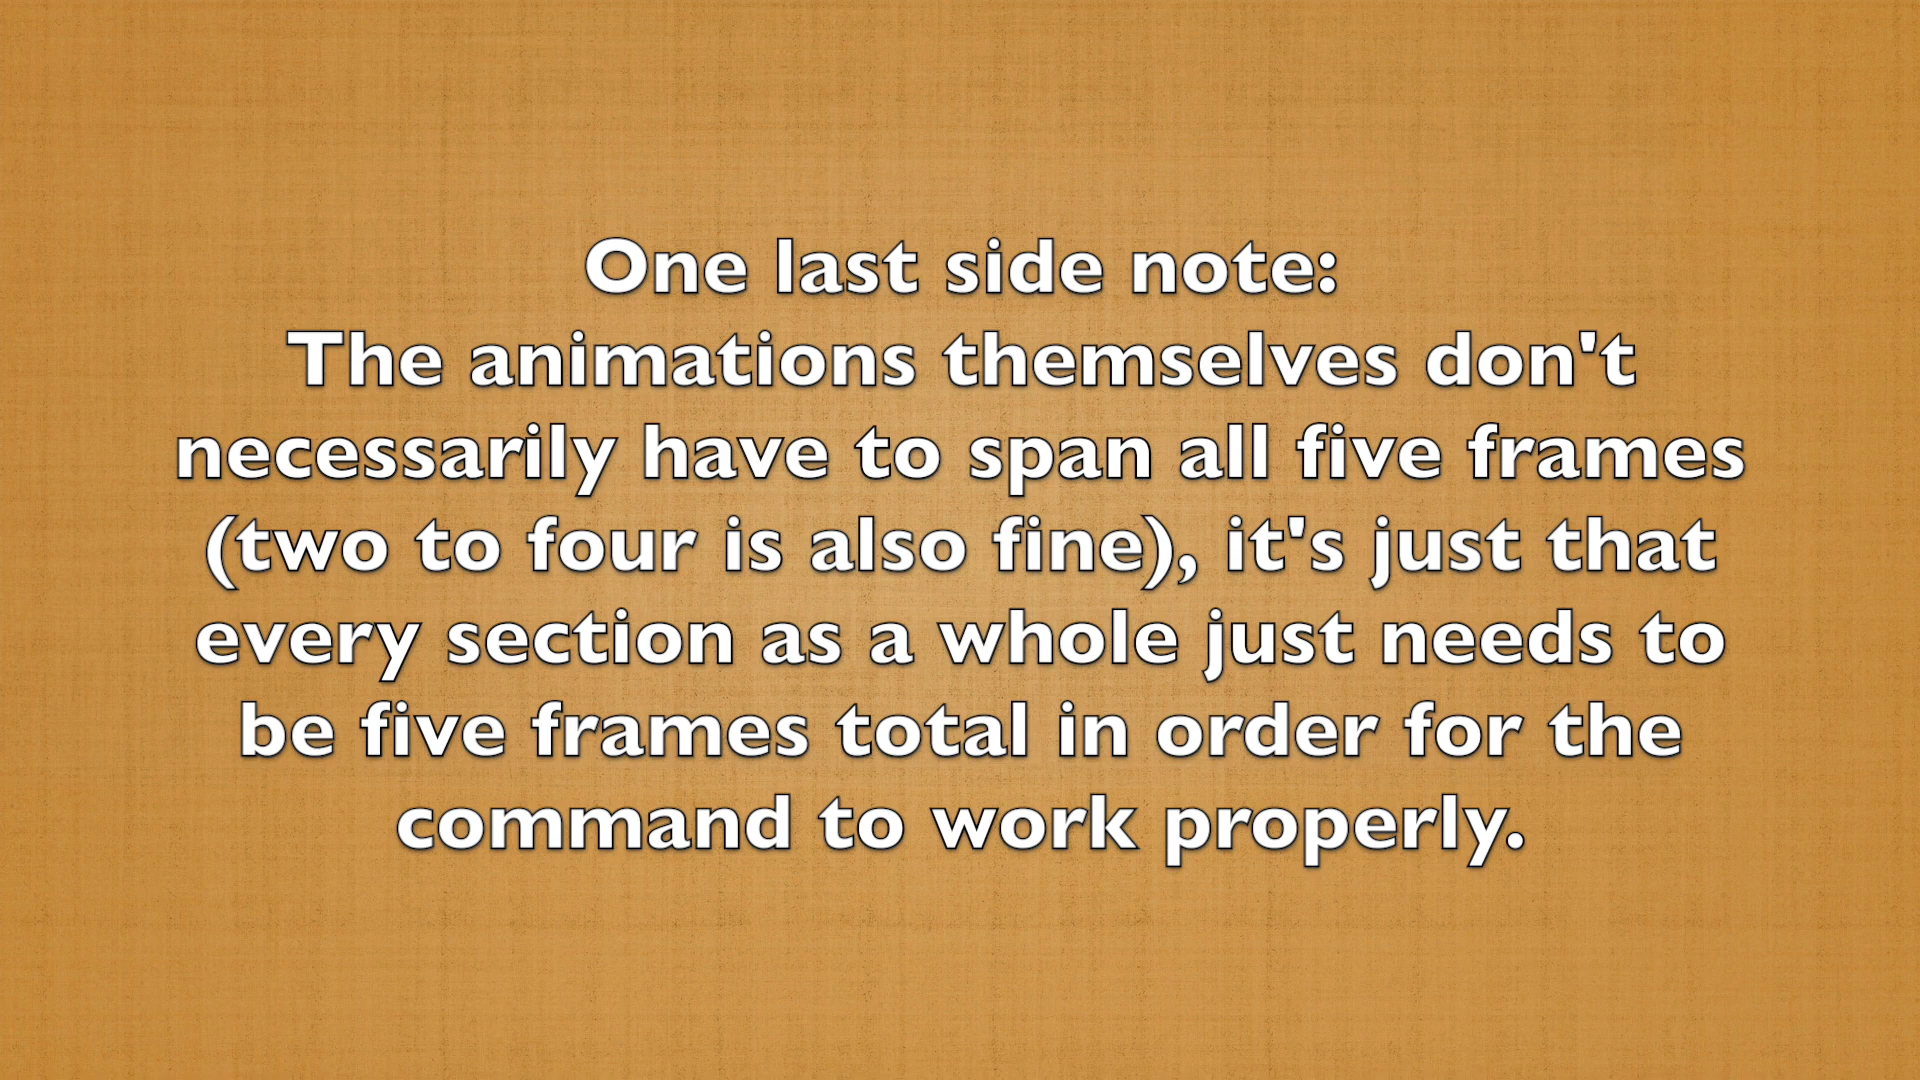 One last side note:
The animations themselves don't
necessarily have to span all five frames
(two to four is also fine), it's just that
every section as a whole just needs to
be five frames total in order for the
command to work properly.